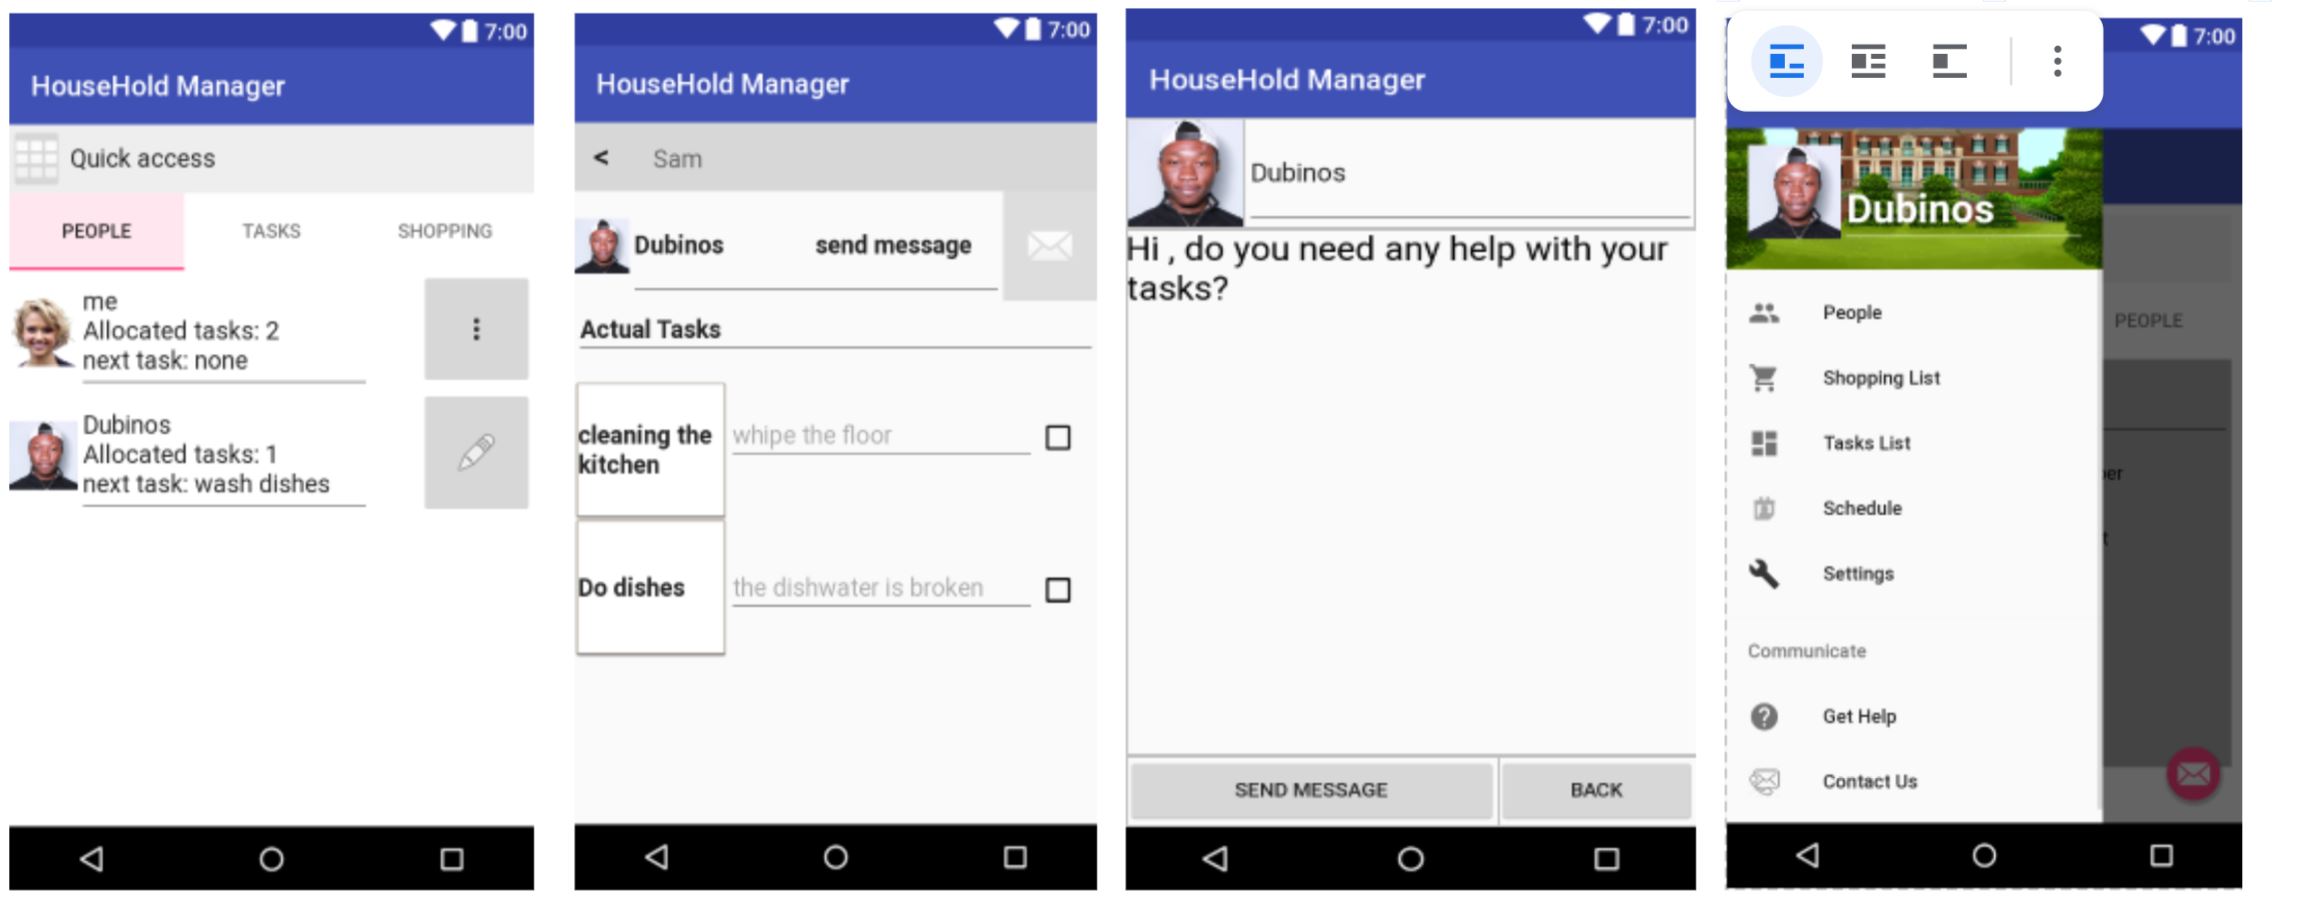 7:00
HouseHold Manager
Quick access
PEOPLE TASKS SHOPPING
me
Allocated tasks: 2
next task: none
Dubinos
Allocated tasks: 1
next task: wash dishes
7:00
HouseHold Manager
< Sam
Dubinos send message
Actual Tasks
cleaning the
kitchen
whipe the floor
Do dishes
the dishwater is broken
7:00
HouseHold Manager
Dubinos
Hi , do you need any help with your
tasks?
SEND MESSAGE BACK
7:00
Dubinos
People
Shopping List
Tasks List
Schedule
Settings
Communicate
Get Help
Contact Us
PEOPLE